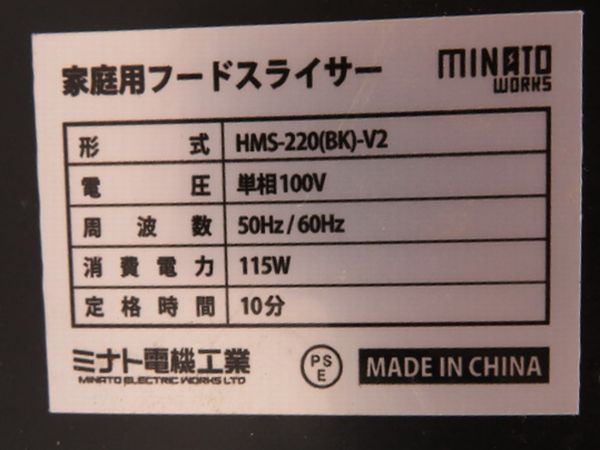 家庭用フードスライサー
MINATO
WORKS
形式 HMS-220(BK)-V2
電圧 単相100V
周波数 50Hz/60Hz
消費電力 115W
定格時間 10分
ミナト電機工業
MINATO ELECTRIC WORKS LTD
PS
E
MADE IN CHINA